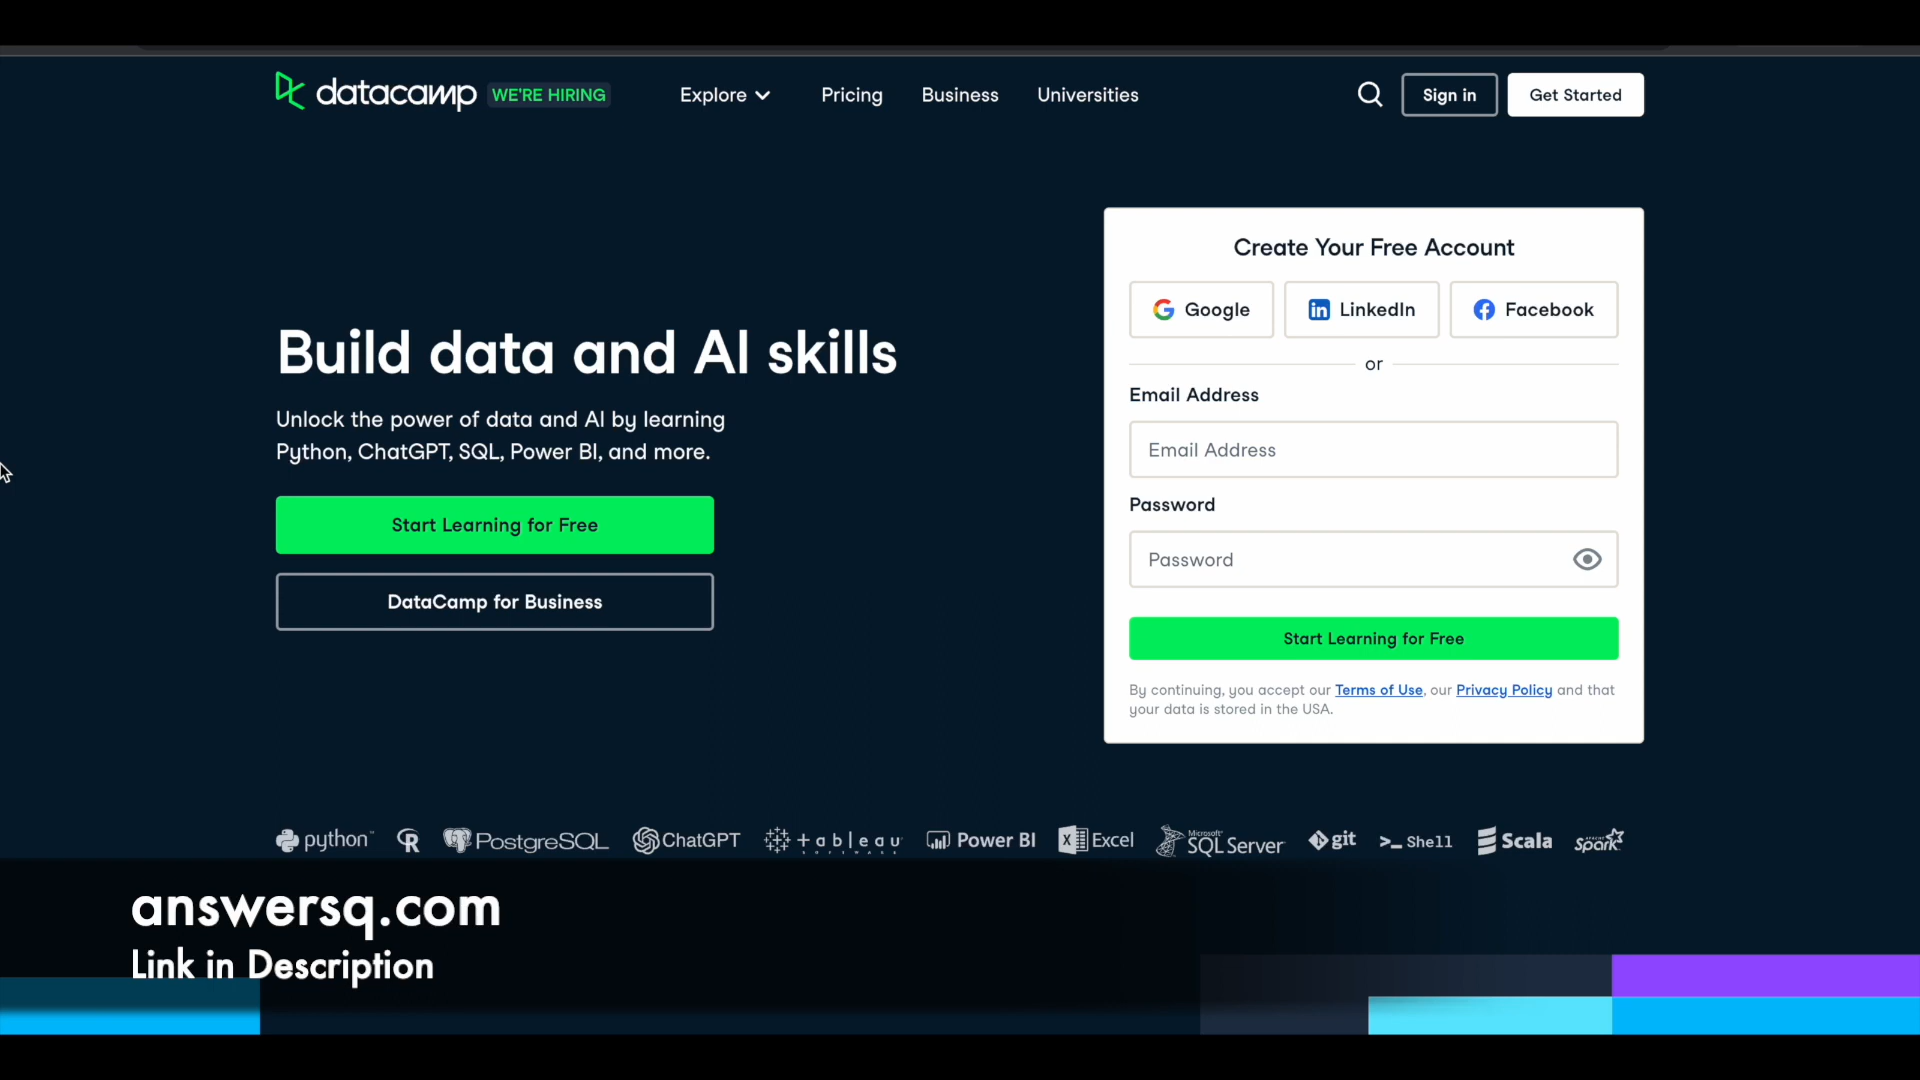 datacamp WE'RE HIRING Explore Pricing Business Universities Sign in Get Started
Create Your Free Account
Google LinkedIn Facebook
or
Build data and AI skills
Unlock the power of data and AI by learning
Python, ChatGPT, SQL, Power BI, and more.
Start Learning for Free
DataCamp for Business
Email Address
Email Address
Password
Password
Start Learning for Free
By continuing, you accept our Terms of Use, our Privacy Policy and that
your data is stored in the USA.
python R PostgreSQL ChatGPT +ableau SOFTWARE Power BI X Excel Microsoft SQL Server git >_ Shell Scala APACHE Spark
answersq.com
Link in Description